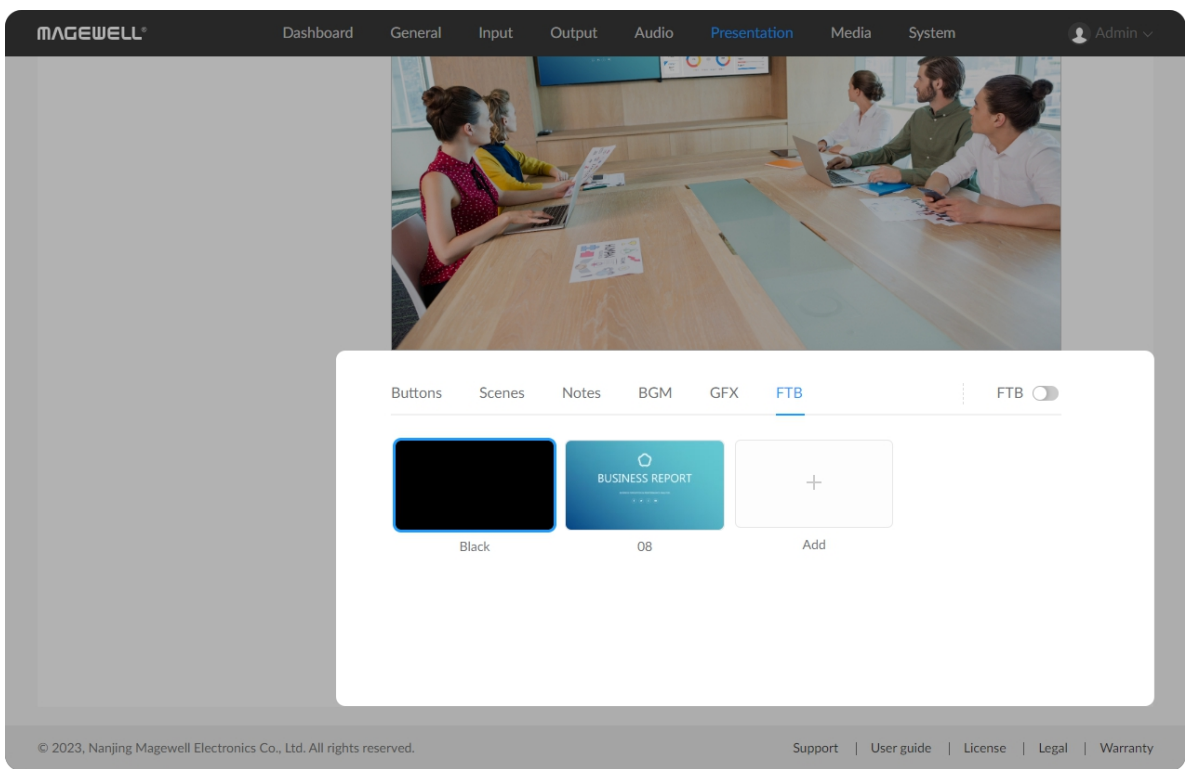 MAGEWELL®
Dashboard General Input Output Audio Presentation Media System Admin
Buttons Scenes Notes BGM GFX FTB FTB
BUSINESS REPORT
Black 08 Add
© 2023, Nanjing Magewell Electronics Co., Ltd. All rights reserved. Support | User guide | License | Legal | Warranty